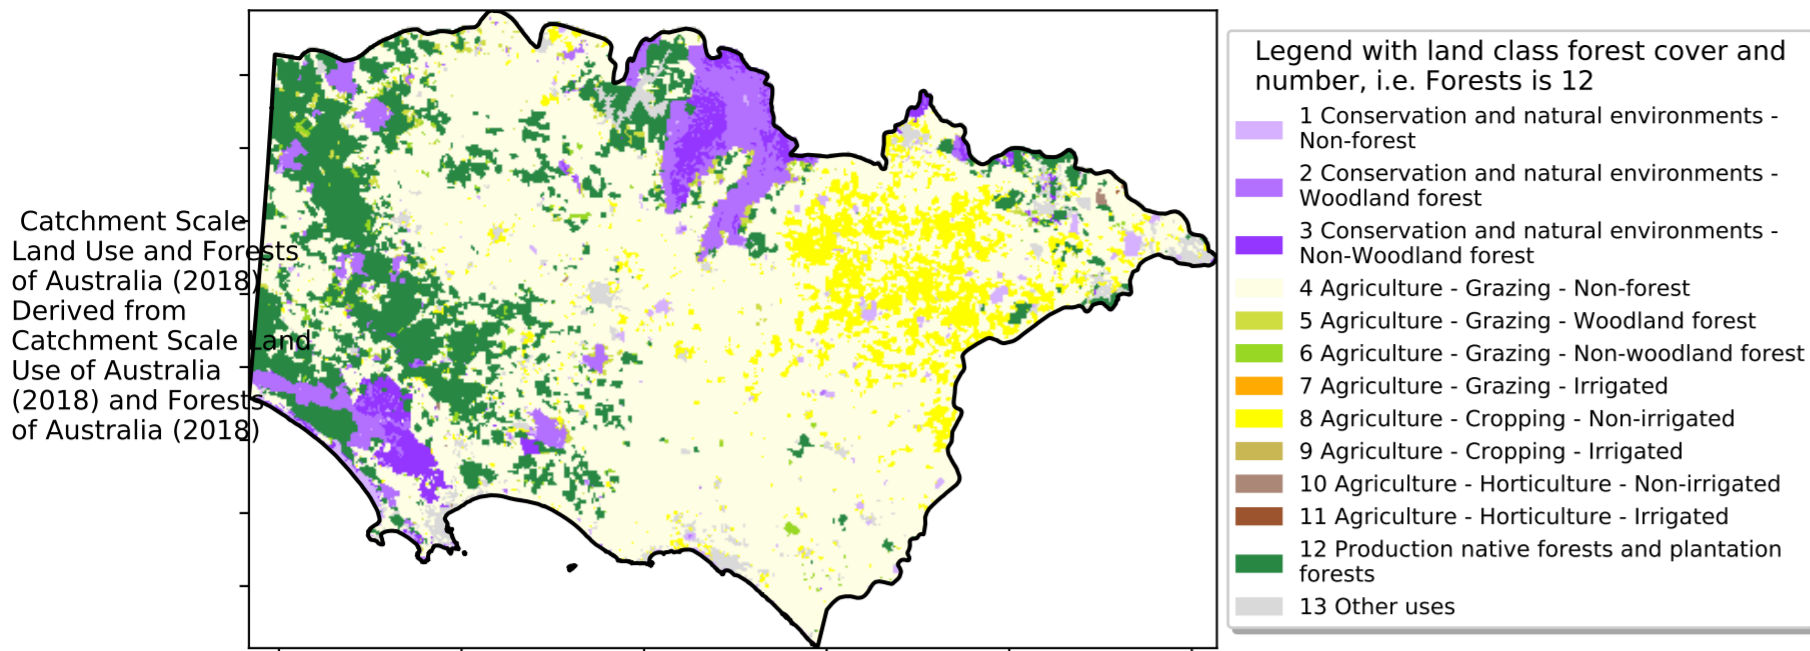 Catchment Scale
Land Use and Forests
of Australia (2018)
Derived from
Catchment Scale Land
Use of Australia
(2018) and Forests
of Australia (2018)
Legend with land class forest cover and
number, i.e. Forests is 12
1 Conservation and natural environments -
Non-forest
2 Conservation and natural environments -
Woodland forest
3 Conservation and natural environments -
Non-Woodland forest
4 Agriculture - Grazing - Non-forest
5 Agriculture - Grazing - Woodland forest
6 Agriculture - Grazing - Non-woodland forest
7 Agriculture - Grazing - Irrigated
8 Agriculture - Cropping - Non-irrigated
9 Agriculture - Cropping - Irrigated
10 Agriculture - Horticulture - Non-irrigated
11 Agriculture - Horticulture - Irrigated
12 Production native forests and plantation
forests
13 Other uses